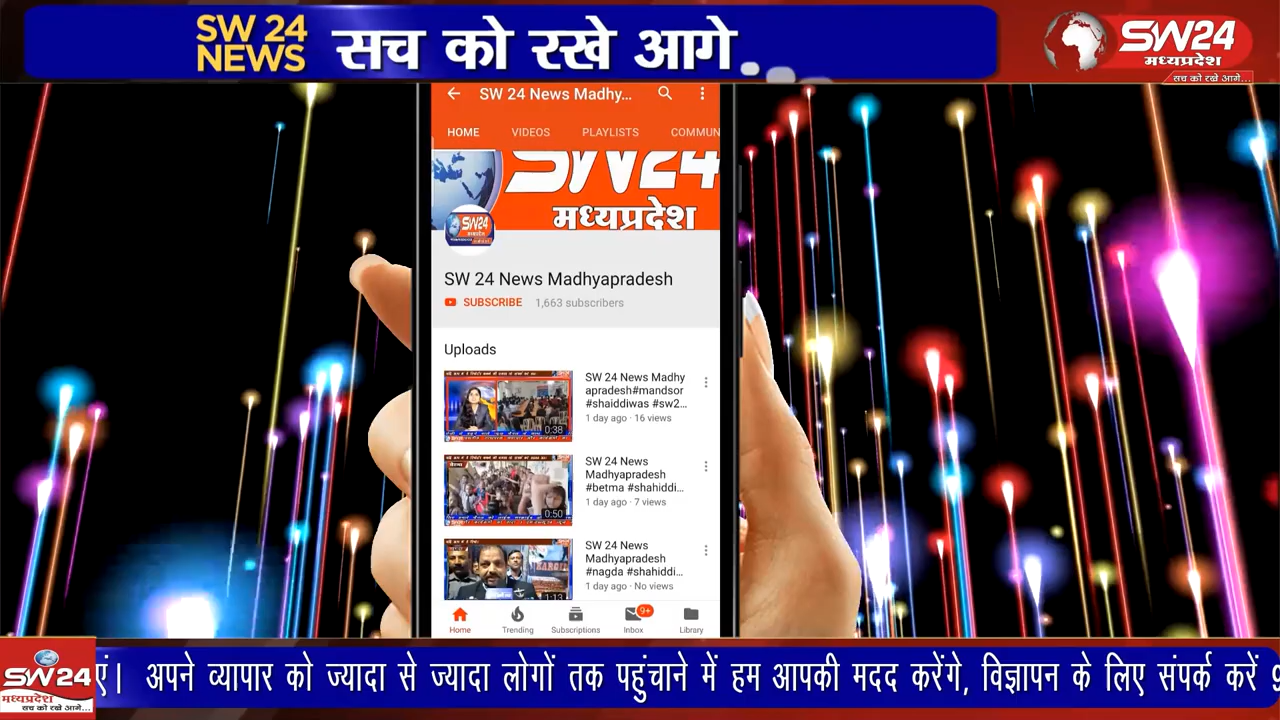 SW 24
NEWS
सच को रखे आगे...
SW24
मध्यप्रदेश
सच को रखे आगे...
SW 24 News Madhy...
HOME VIDEOS PLAYLISTS COMMUN
SW24
मध्यप्रदेश
SW24
SW 24 News Madhyapradesh
SUBSCRIBE 1,663 subscribers
Uploads
SW 24 News Madhy
apradesh#mandsor
#shaiddiwas #sw2...
1 day ago · 16 views
0:38
SW 24 News
Madhyapradesh
#betma #shahiddi...
1 day ago · 7 views
0:50
SW 24 News
Madhyapradesh
#nagda #shahiddi...
1 day ago · No views
1:13
9+
Home Trending Subscriptions Inbox Library
SW24
मध्यप्रदेश
सच को रखे आगे...
एं। अपने व्यापार को ज्यादा से ज्यादा लोगों तक पहुंचाने में हम आपकी मदद करेंगे, विज्ञापन के लिए संपर्क करें 9